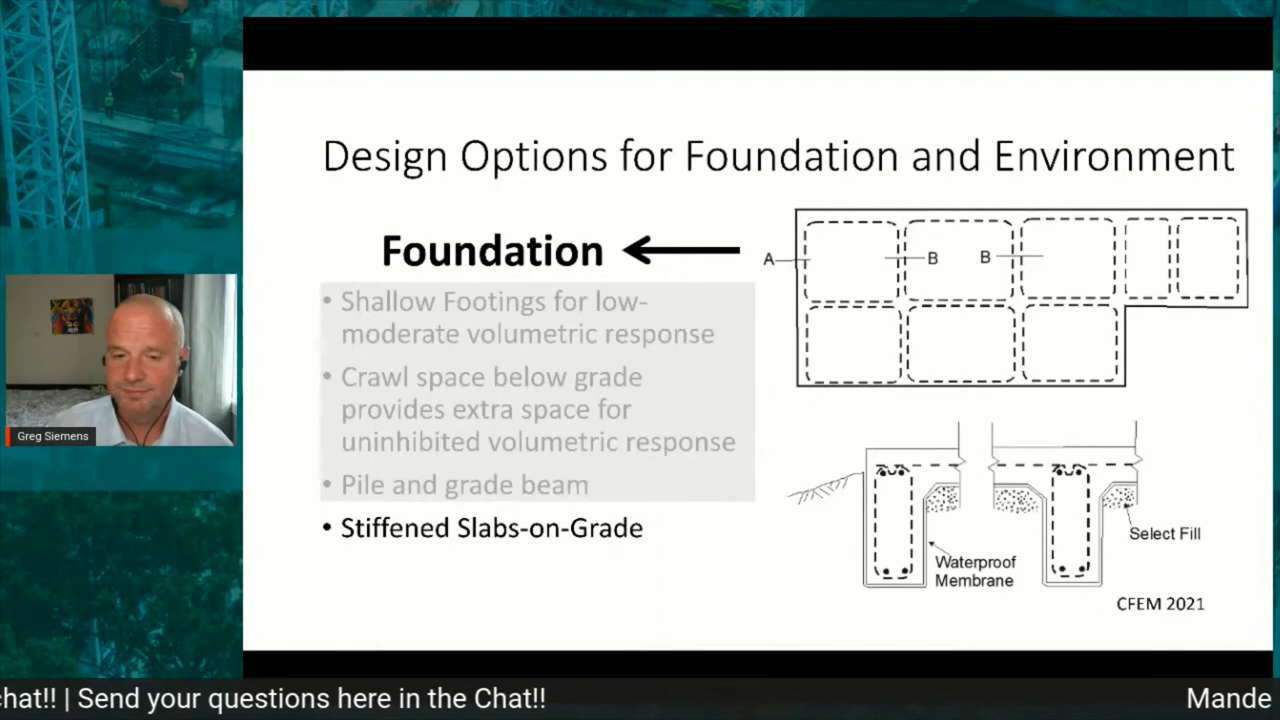 Design Options for Foundation and Environment
Foundation
• Shallow Footings for low-
moderate volumetric response
• Crawl space below grade
provides extra space for
uninhibited volumetric response
• Pile and grade beam
• Stiffened Slabs-on-Grade
A
B
B
Select Fill
Waterproof
Membrane
CFEM 2021
Greg Siemens
chat!! | Send your questions here in the Chat!!
Mande